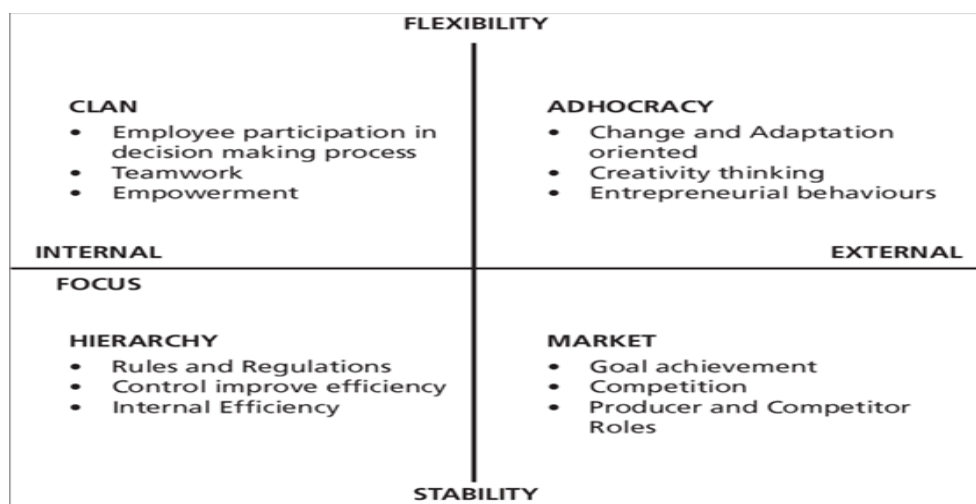 FLEXIBILITY
CLAN
• Employee participation in
decision making process
• Teamwork
• Empowerment
ADHOCRACY
• Change and Adaptation
oriented
• Creativity thinking
• Entrepreneurial behaviours
INTERNAL
EXTERNAL
FOCUS
HIERARCHY
• Rules and Regulations
• Control improve efficiency
• Internal Efficiency
MARKET
• Goal achievement
• Competition
• Producer and Competitor
Roles
STABILITY